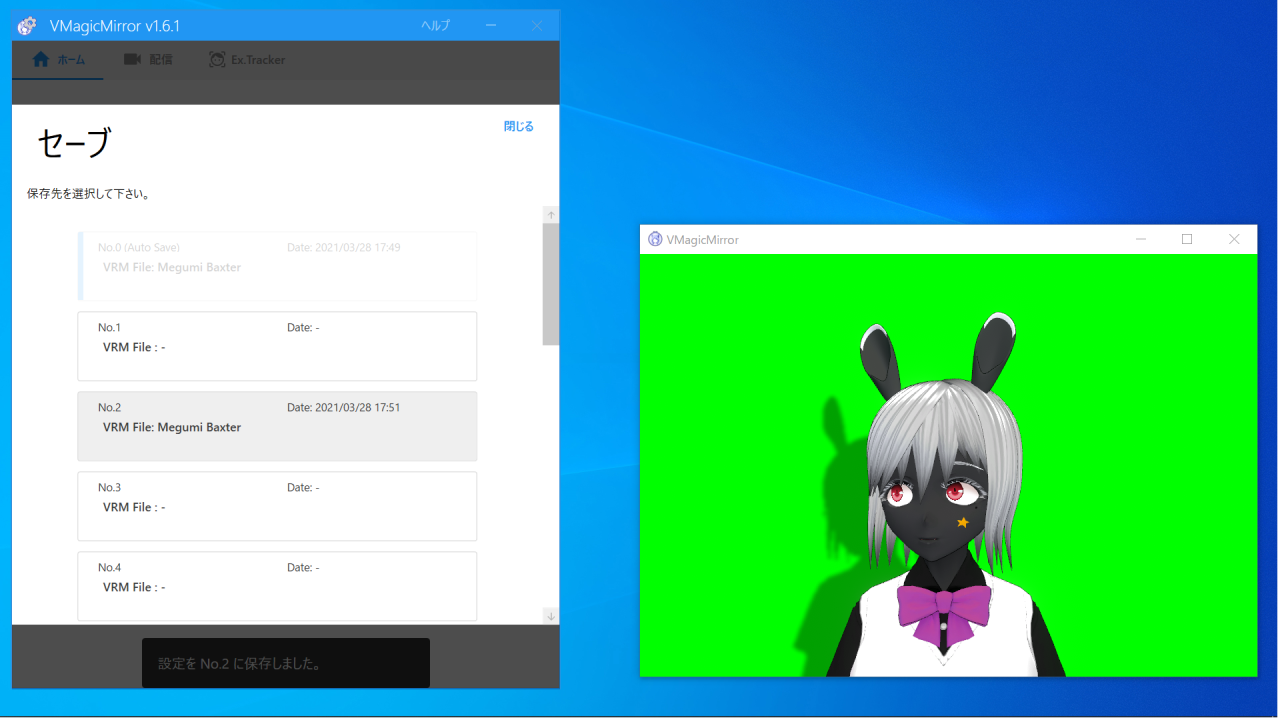 VMagicMirror v1.6.1
ヘルプ
ホーム
配信
Ex.Tracker
セーブ
閉じる
保存先を選択して下さい。
No.0 (Auto Save)
Date: 2021/03/28 17:49
VRM File: Megumi Baxter
No.1
Date: -
VRM File : -
No.2
Date: 2021/03/28 17:51
VRM File: Megumi Baxter
No.3
Date: -
VRM File : -
No.4
Date: -
VRM File : -
設定を No.2 に保存しました。
VMagicMirror